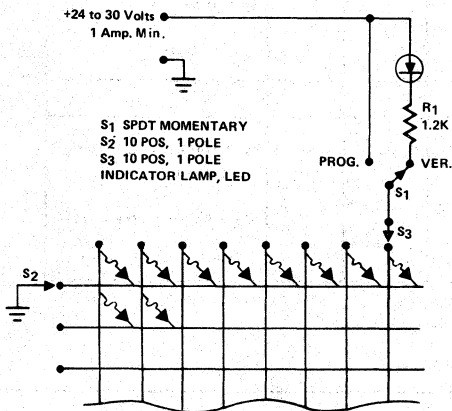 +24 to 30 Volts
1 Amp. Min.
R1
1.2K
S1 SPDT MOMENTARY
S2 10 POS, 1 POLE
S3 10 POS, 1 POLE
INDICATOR LAMP, LED
PROG.
VER.
S1
S3
S2